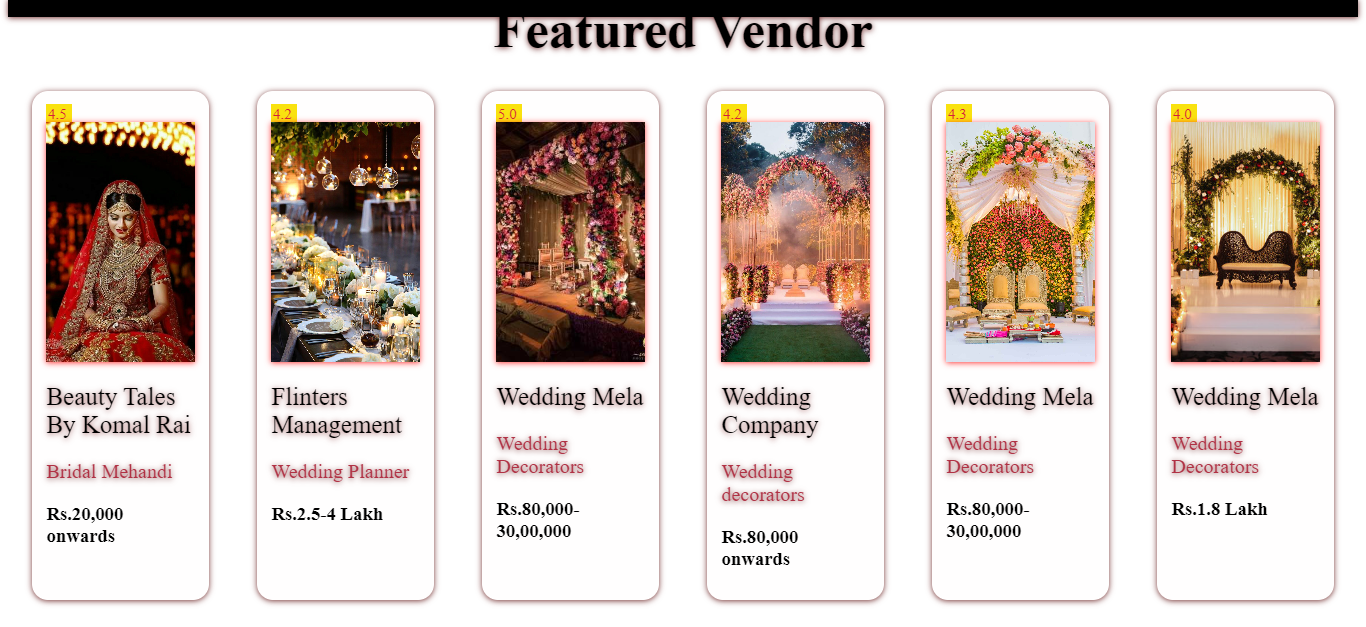 Featured Vendor
4.5
Beauty Tales
By Komal Rai
Bridal Mehandi
Rs.20,000
onwards
4.2
Flinters
Management
Wedding Planner
Rs.2.5-4 Lakh
5.0
Wedding Mela
Wedding
Decorators
Rs.80,000-
30,00,000
4.2
Wedding
Company
Wedding
decorators
Rs.80,000
onwards
4.3
Wedding Mela
Wedding
Decorators
Rs.80,000-
30,00,000
4.0
Wedding Mela
Wedding
Decorators
Rs.1.8 Lakh